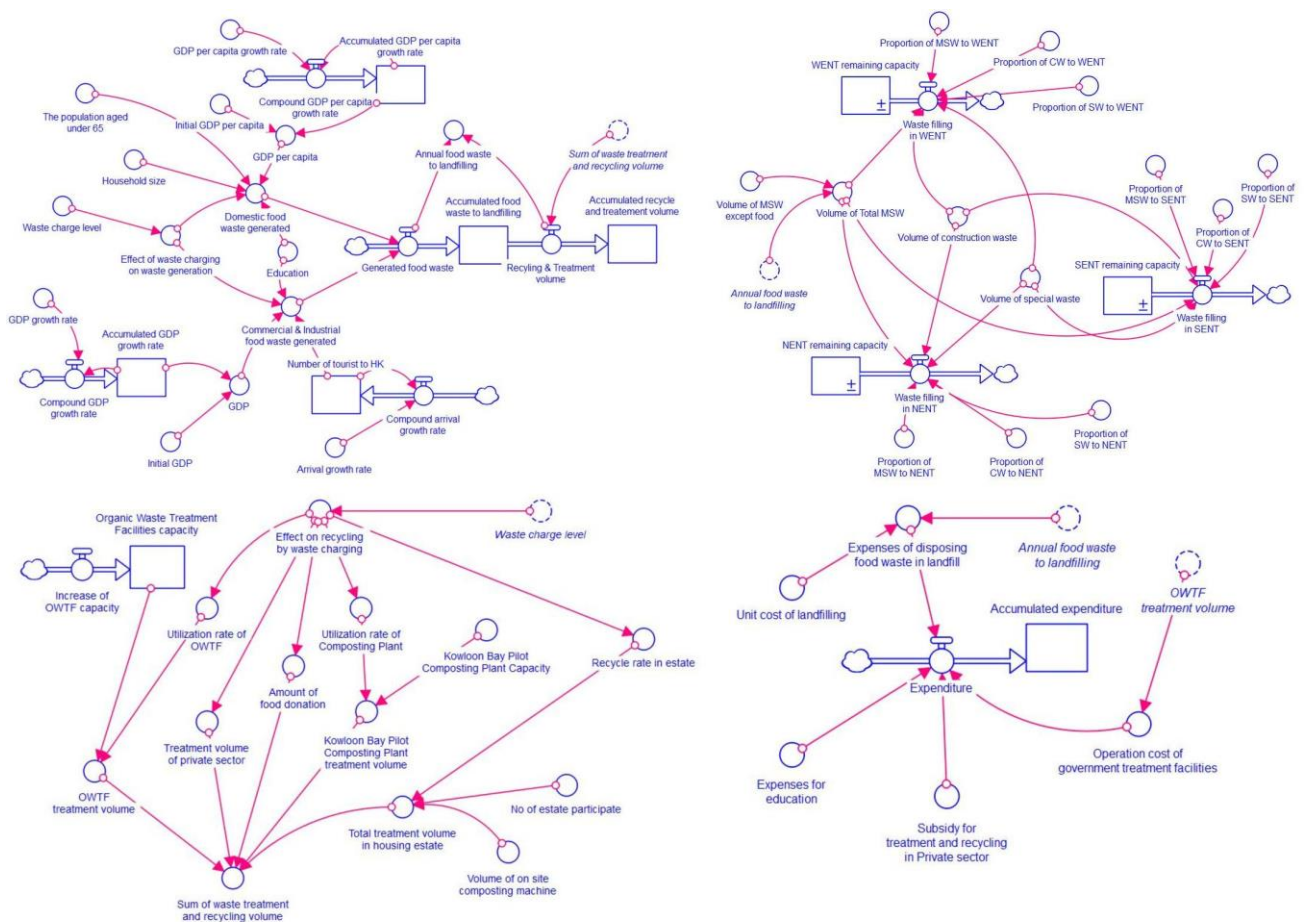 GDP per capita growth rate
Accumulated GDP per capita
growth rate
The population aged
under 65
Initial GDP per capita
Compound GDP per capita
growth rate
GDP per capita
Household size
Annual food waste
to landfilling
Sum of waste treatment
and recycling volume
Waste charge level
Domestic food
waste generated
Accumulated food
waste to landfilling
Accumulated recycle
and treatement volume
Effect of waste charging
on waste generation
Education
Generated food waste
Recyling & Treatment
volume
GDP growth rate
Accumulated GDP
growth rate
Commercial & Industrial
food waste generated
Number of tourist to HK
Compound GDP
growth rate
GDP
Compound arrival
growth rate
Initial GDP
Arrival growth rate
Proportion of MSW to WENT
WENT remaining capacity
Proportion of CW to WENT
Proportion of SW to WENT
Waste filling
in WENT
Volume of MSW
except food
Volume of Total MSW
Volume of construction waste
Proportion of
MSW to SENT
Proportion of
SW to SENT
Proportion of
CW to SENT
Annual food waste
to landfilling
Volume of special waste
SENT remaining capacity
Waste filling
in SENT
NENT remaining capacity
Waste filling
in NENT
Proportion of
MSW to NENT
Proportion of
CW to NENT
Proportion of
SW to NENT
Organic Waste Treatment
Facilities capacity
Effect on recycling
by waste charging
Waste charge level
Increase of
OWTF capacity
Utilization rate of
OWTF
Utilization rate of
Composting Plant
Kowloon Bay Pilot
Composting Plant Capacity
Recycle rate in estate
Amount of
food donation
Treatment volume
of private sector
Kowloon Bay Pilot
Composting Plant
treatment volume
OWTF
treatment volume
No of estate participate
Total treatment volume
in housing estate
Volume of on site
composting machine
Sum of waste treatment
and recycling volume
Expenses of disposing
food waste in landfill
Annual food waste
to landfilling
Unit cost of landfilling
OWTF
treatment volume
Accumulated expenditure
Expenditure
Expenses for
education
Operation cost of
government treatment facilities
Subsidy for
treatment and recycling
in Private sector